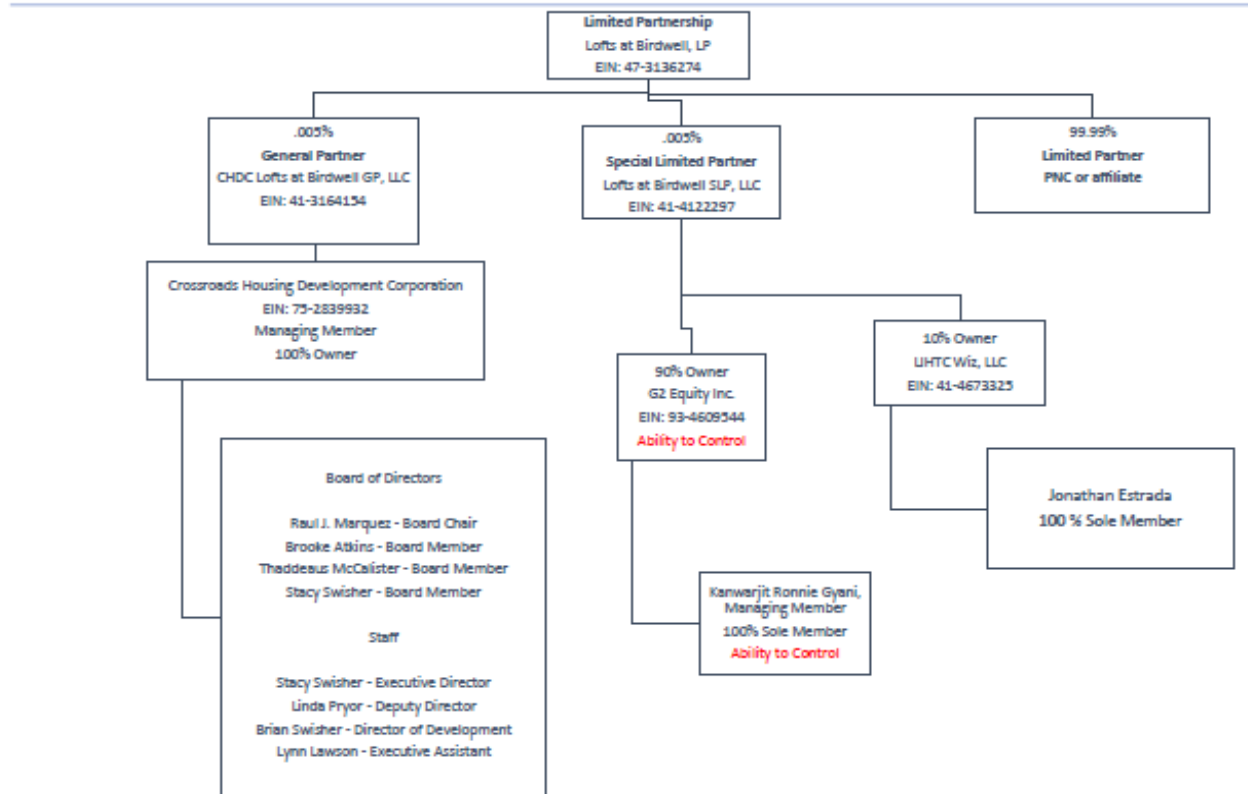 Limited Partnership
Lofts at Birdwell, LP
EIN: 47-3136274
.005%
General Partner
CHDC Lofts at Birdwell GP, LLC
EIN: 41-3164154
.005%
Special Limited Partner
Lofts at Birdwell SLP, LLC
EIN: 41-4122297
99.99%
Limited Partner
PNC or affiliate
Crossroads Housing Development Corporation
EIN: 75-2839932
Managing Member
100% Owner
90% Owner
G2 Equity Inc.
EIN: 93-4609544
Ability to Control
10% Owner
LIHTC Wiz, LLC
EIN: 41-4673325
Board of Directors
Raul J. Marquez - Board Chair
Brooke Atkins - Board Member
Thaddeaus McCalister - Board Member
Stacy Swisher - Board Member
Staff
Stacy Swisher - Executive Director
Linda Pryor - Deputy Director
Brian Swisher - Director of Development
Lynn Lawson - Executive Assistant
Kanwarjit Ronnie Gyani,
Managing Member
100% Sole Member
Ability to Control
Jonathan Estrada
100 % Sole Member